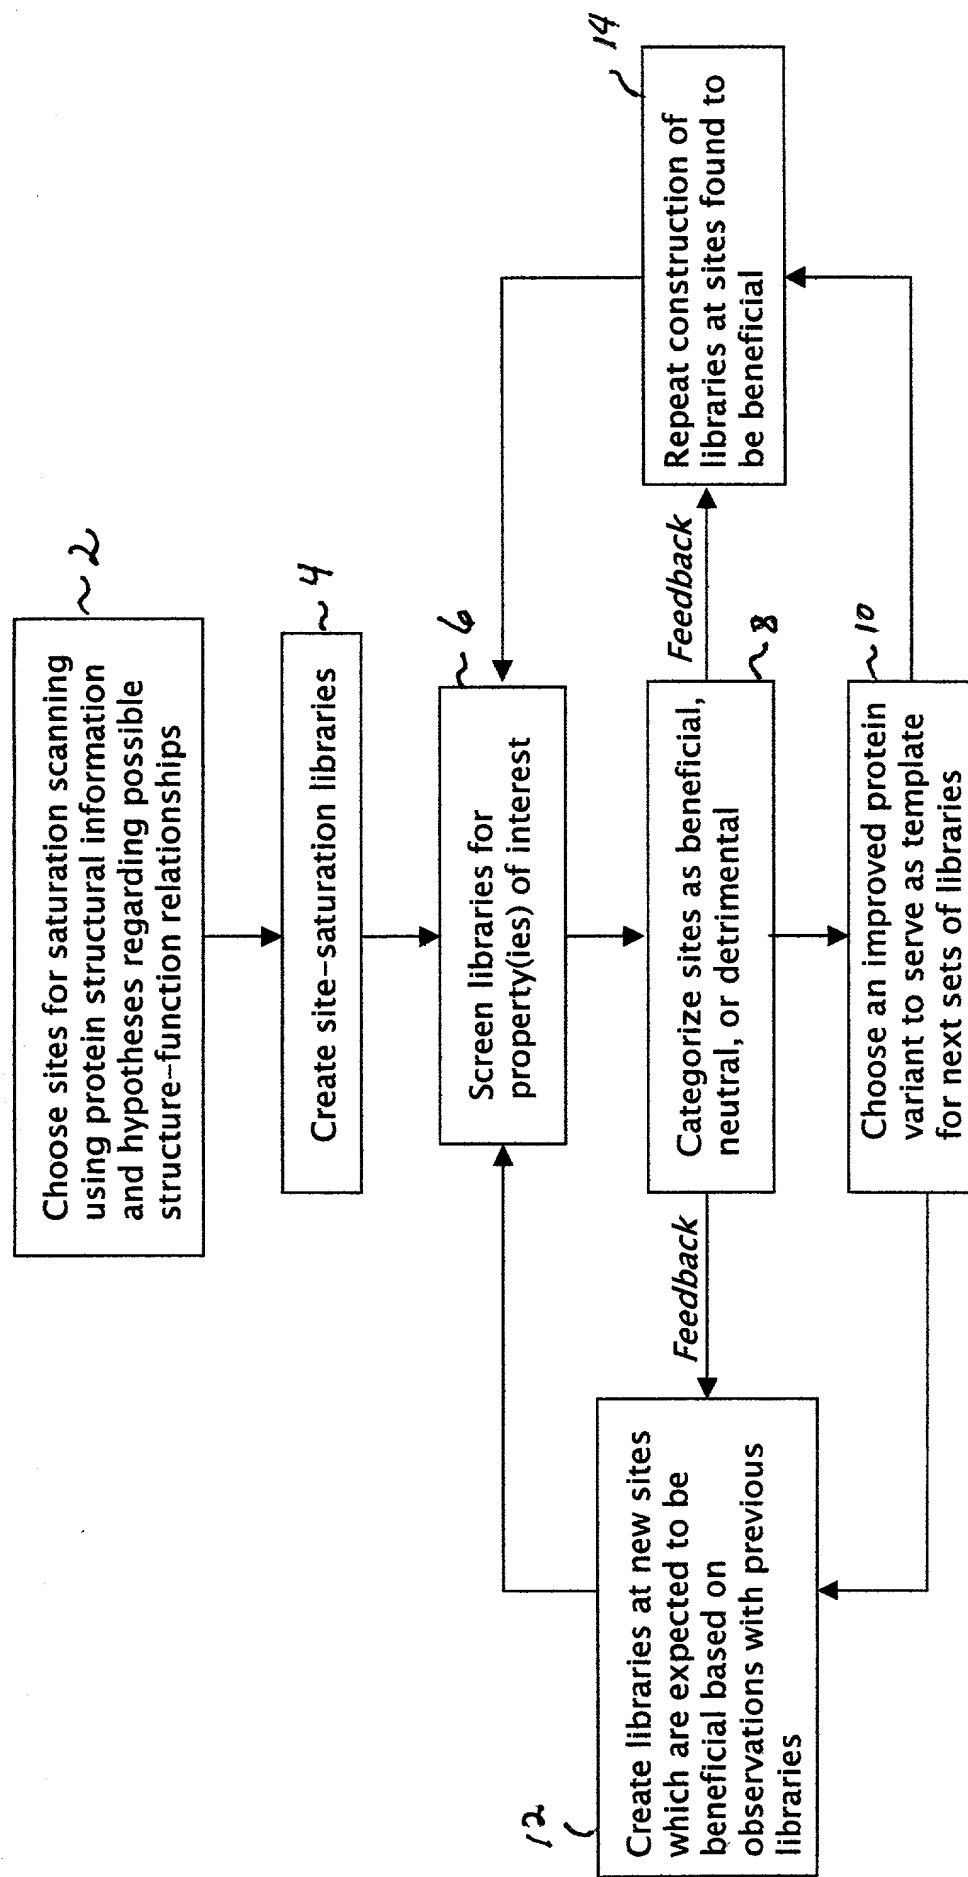 Choose sites for saturation scanning
using protein structural information
and hypotheses regarding possible
structure-function relationships
2
Create site-saturation libraries
4
Screen libraries for
property(ies) of interest
6
Categorize sites as beneficial,
neutral, or detrimental
8
Feedback
Feedback
Choose an improved protein
variant to serve as template
for next sets of libraries
10
12
Create libraries at new sites
which are expected to be
beneficial based on
observations with previous
libraries
14
Repeat construction of
libraries at sites found to
be beneficial